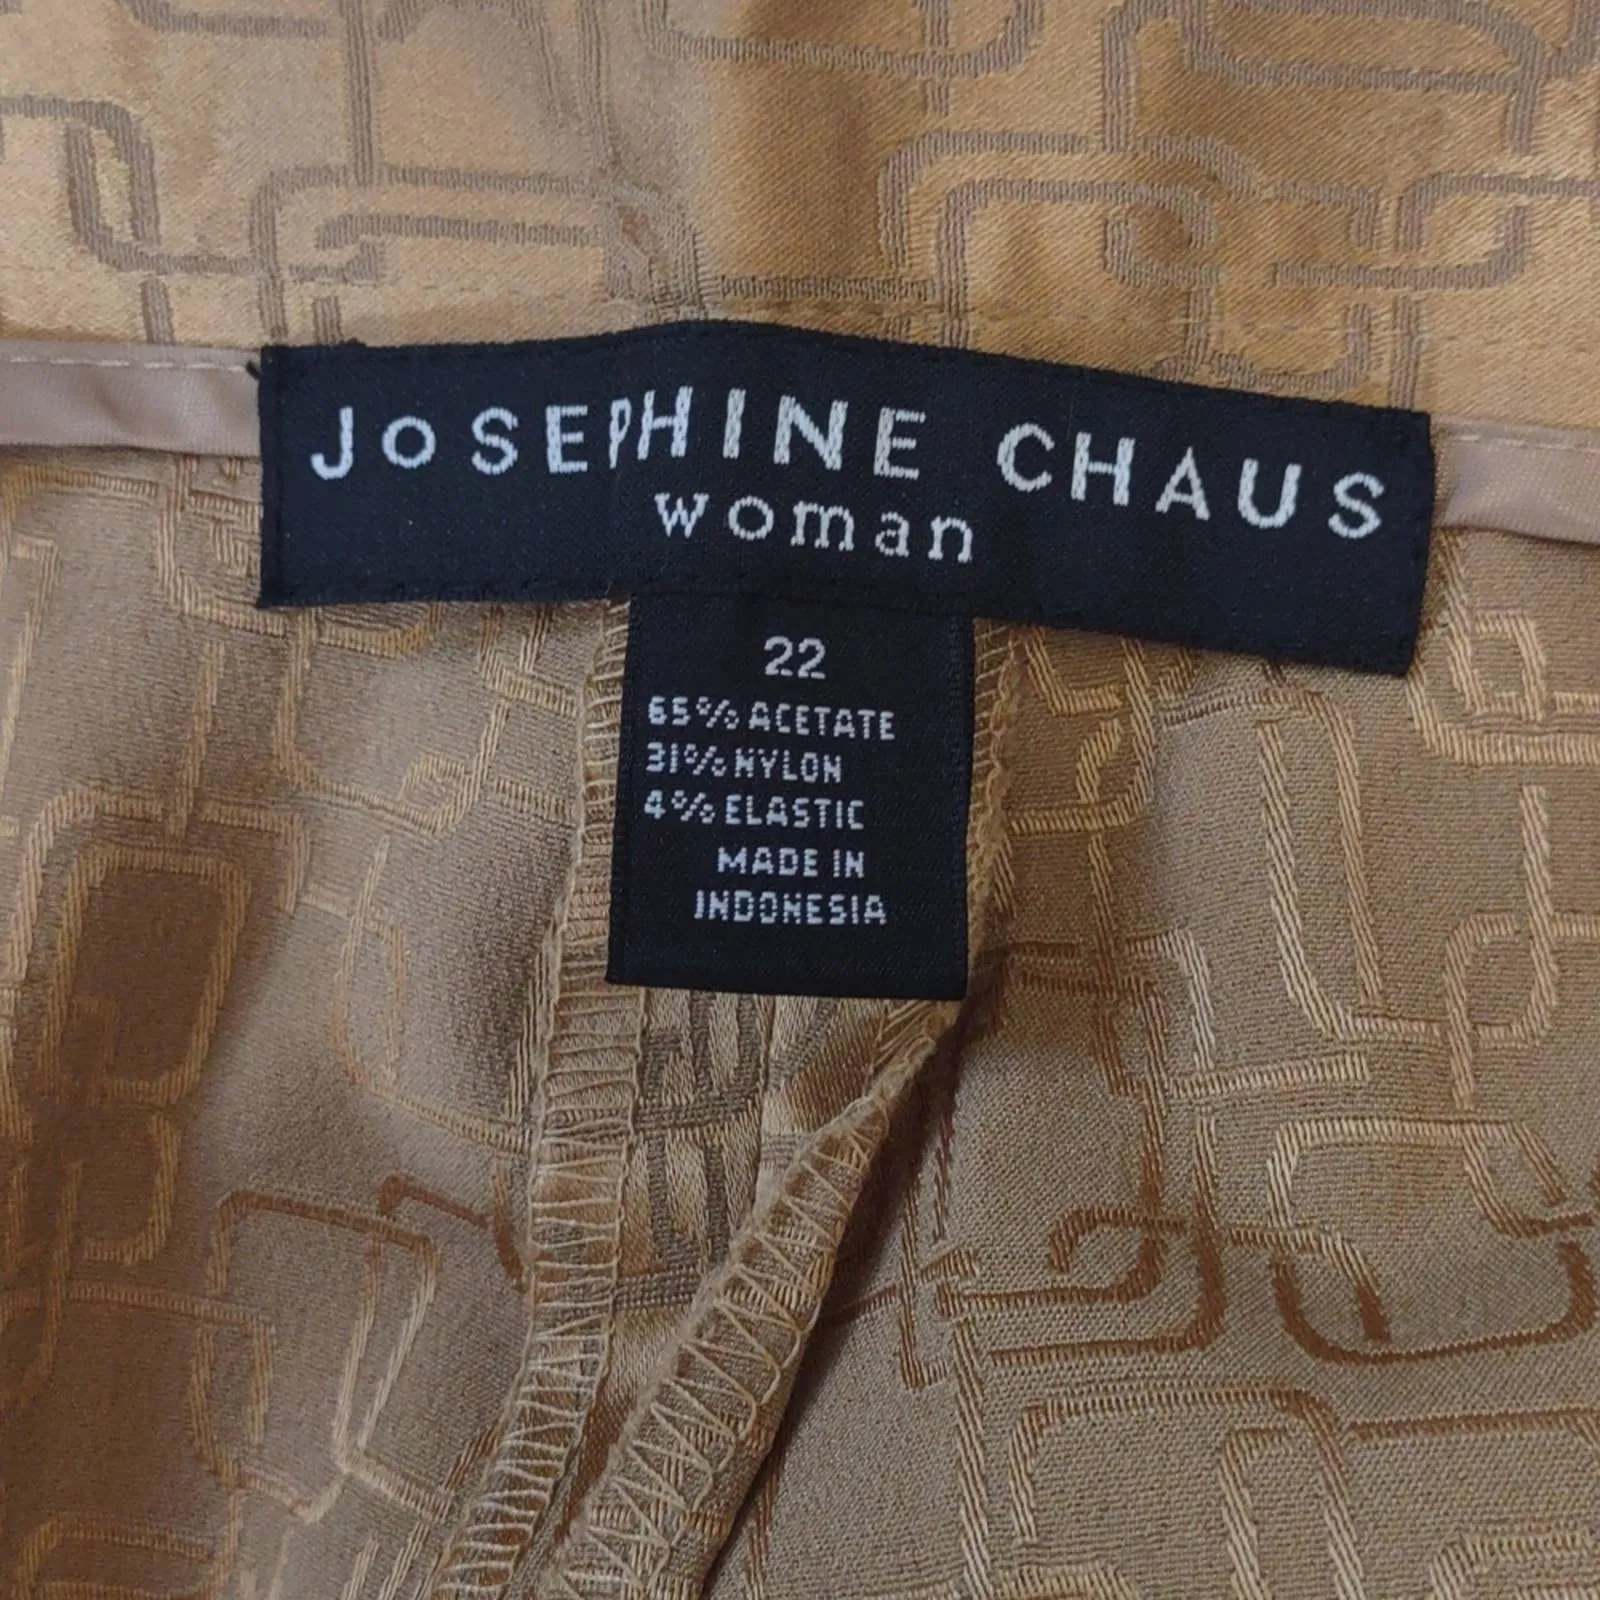 JoSEPHINE CHAUS
woman
22
65% ACETATE
31% NYLON
4% ELASTIC
MADE IN
INDONESIA